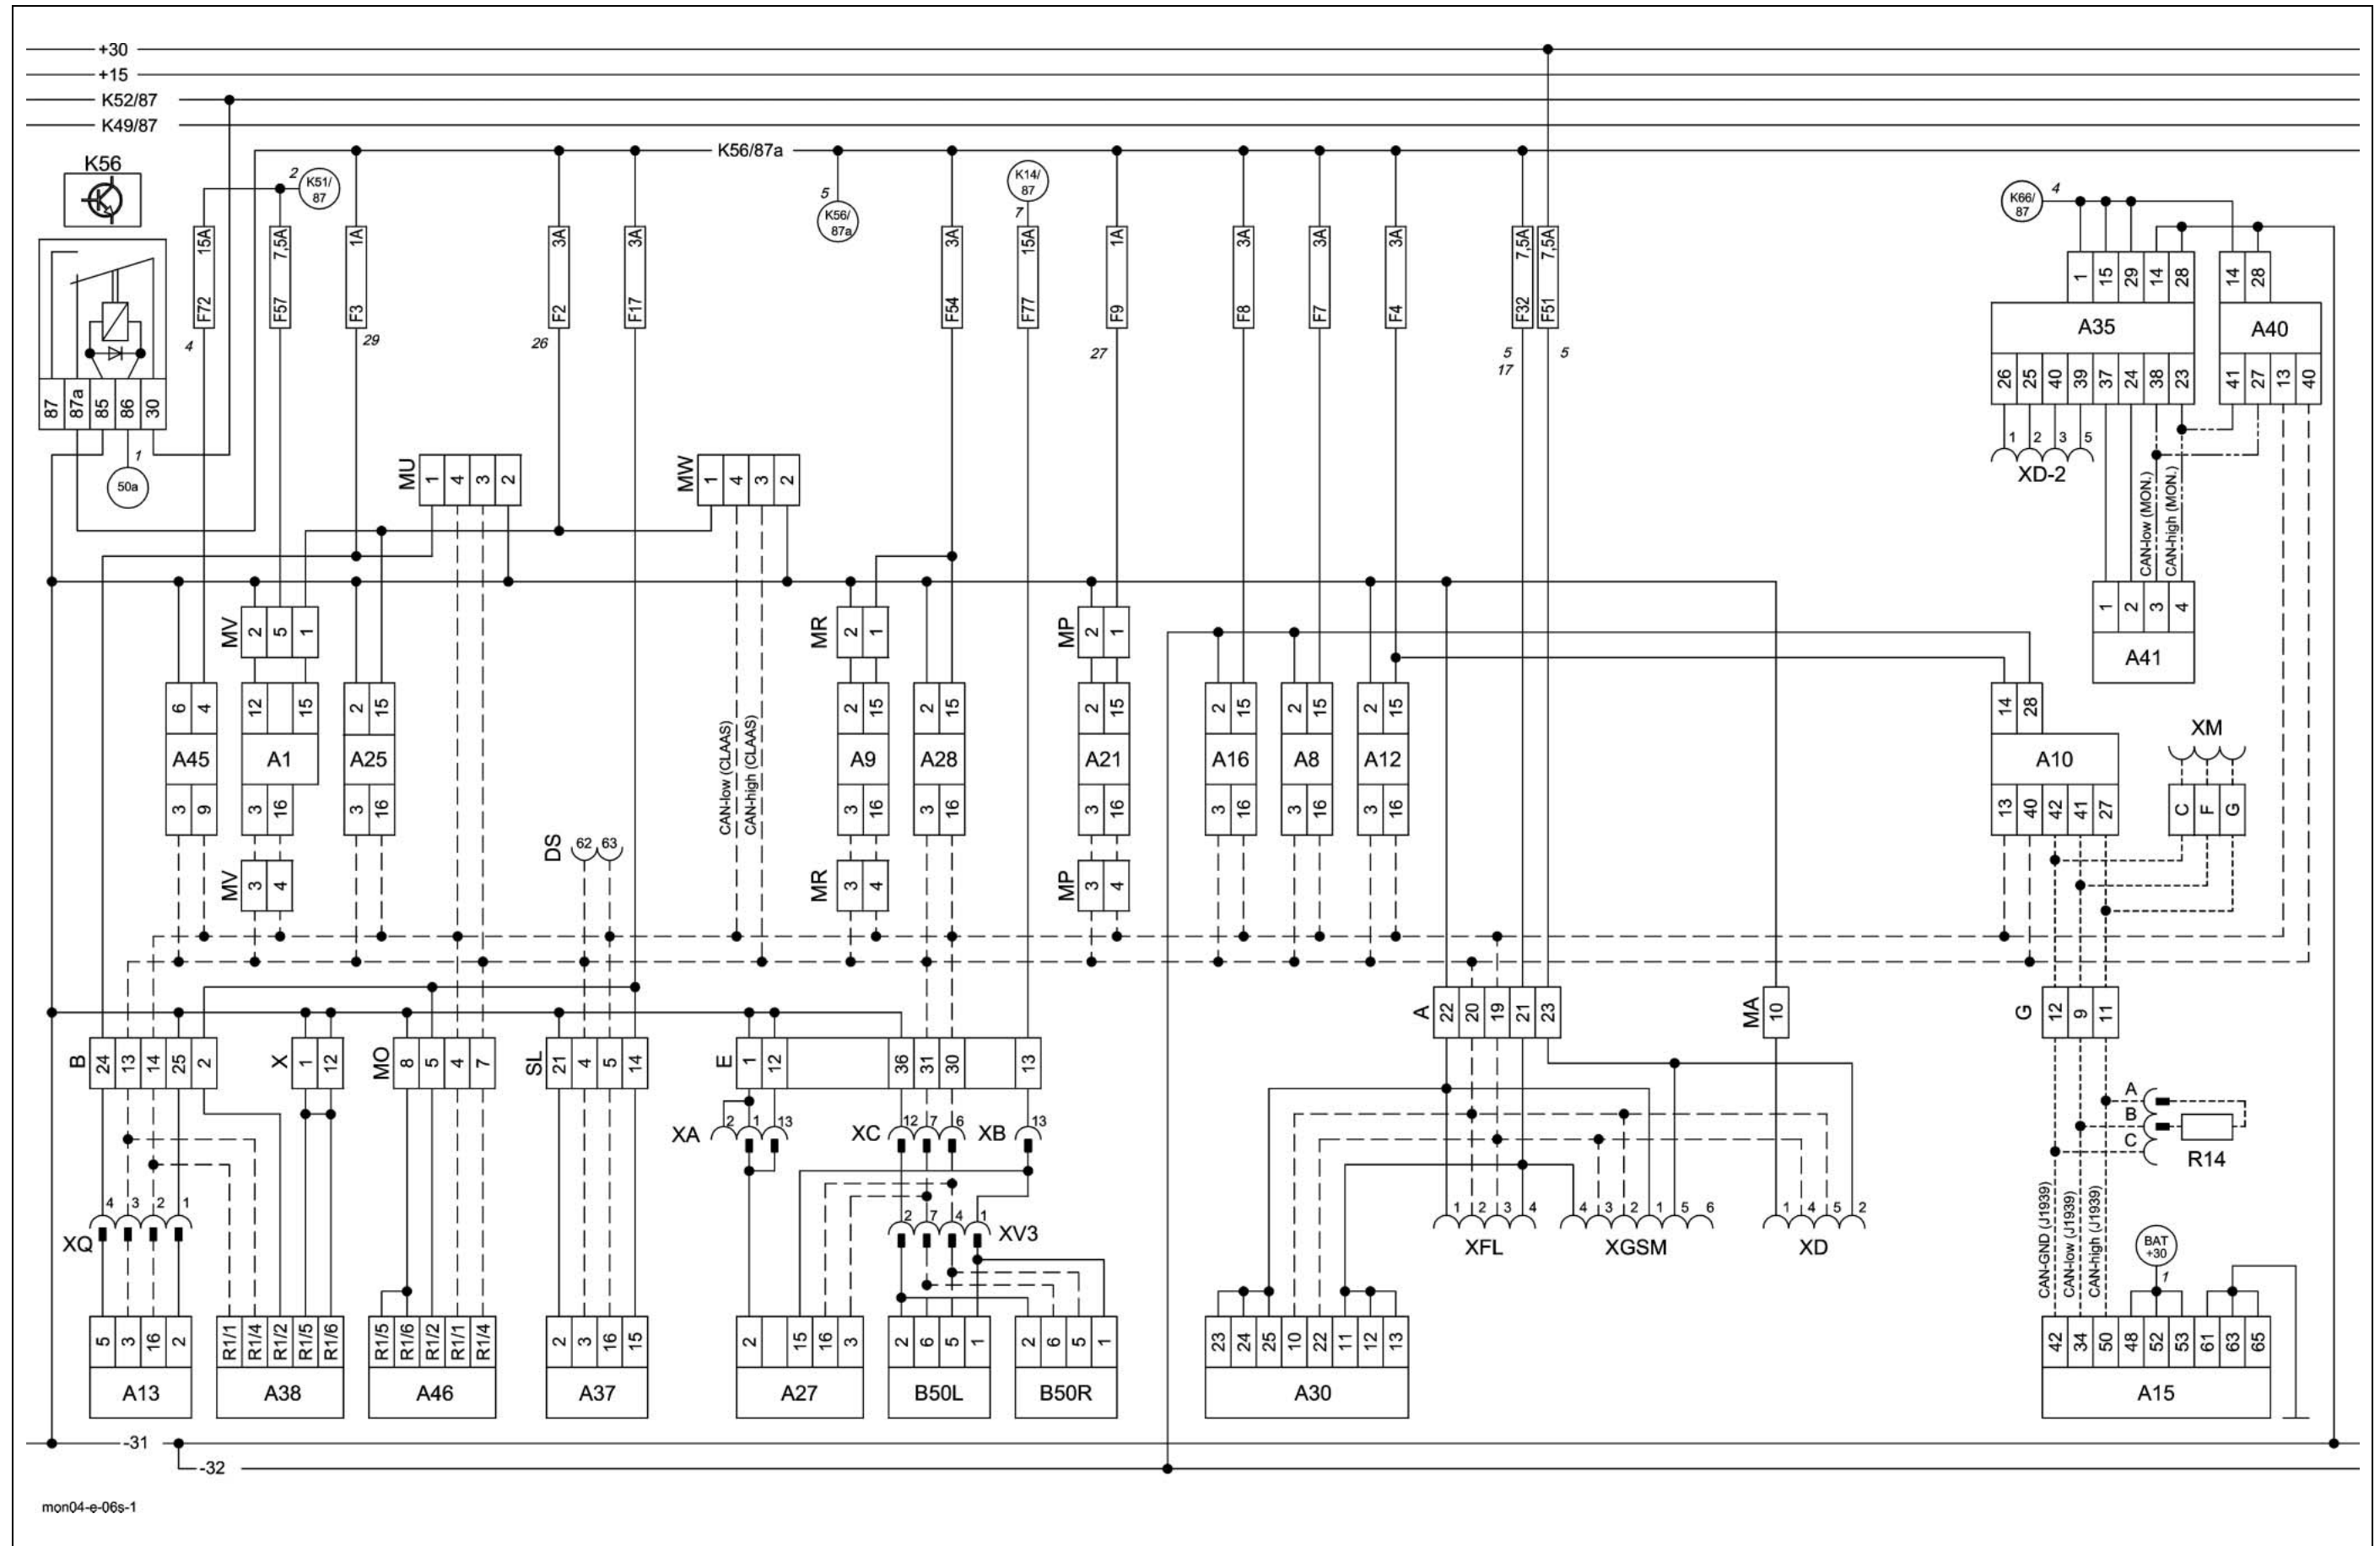 +30
+15
K52/87
K49/87
K56/87a
K56
2 K51/ 87
5 K56/ 87a
K14/ 87 7
K66/ 87 4
15A 7,5A 1A 3A 3A 3A 15A 1A 3A 3A 3A 7,5A 7,5A
F72 F57 F3 F2 F17 F54 F77 F9 F8 F7 F4 F32 F51
4 29 26 27 5 5
17
1 15 29 14 28 14 28
A35 A40
26 25 40 39 37 24 38 23 41 27 13 40
1 2 3 5
XD-2
87 87a 85 86 30
1
50a
MU 1 4 3 2
MW 1 4 3 2
CAN-low (MON.)
CAN-high (MON.)
1 2 3 4
A41
MV 2 5 1
MR 2 1
MP 2 1
6 4 12 15 2 15 2 15 2 15 2 15 2 15 2 15 2 15 14 28
A45 A1 A25 A9 A28 A21 A16 A8 A12 A10
CAN-low (CLAAS)
CAN-high (CLAAS)
XM
3 9 3 16 3 16 3 16 3 16 3 16 3 16 3 16 3 16 13 40 42 41 27 C F G
DS 62 63
MV 3 4
MR 3 4
MP 3 4
A 22 20 19 21 23
MA 10
G 12 9 11
B 24 13 14 25 2
X 1 12
MO 8 5 4 7
SL 21 4 5 14
E 1 12 36 31 30 13
XA 2 1 13
XC 12 7 6
XB 13
A
B
C
R14
XQ 4 3 2 1
2 7 4 1 XV3
1 2 3 4
XFL
4 3 2 1 5 6
XGSM
1 4 5 2
XD
CAN-GND (J1939)
CAN-low (J1939)
CAN-high (J1939)
BAT +30
1
5 3 16 2
A13
R1/1 R1/4 R1/2 R1/5 R1/6
A38
R1/5 R1/6 R1/2 R1/1 R1/4
A46
2 3 16 15
A37
2 15 16 3
A27
2 6 5 1
B50L
2 6 5 1
B50R
23 24 25 10 22 11 12 13
A30
42 34 50 48 52 53 61 63 65
A15
-31
-32
mon04-e-06s-1